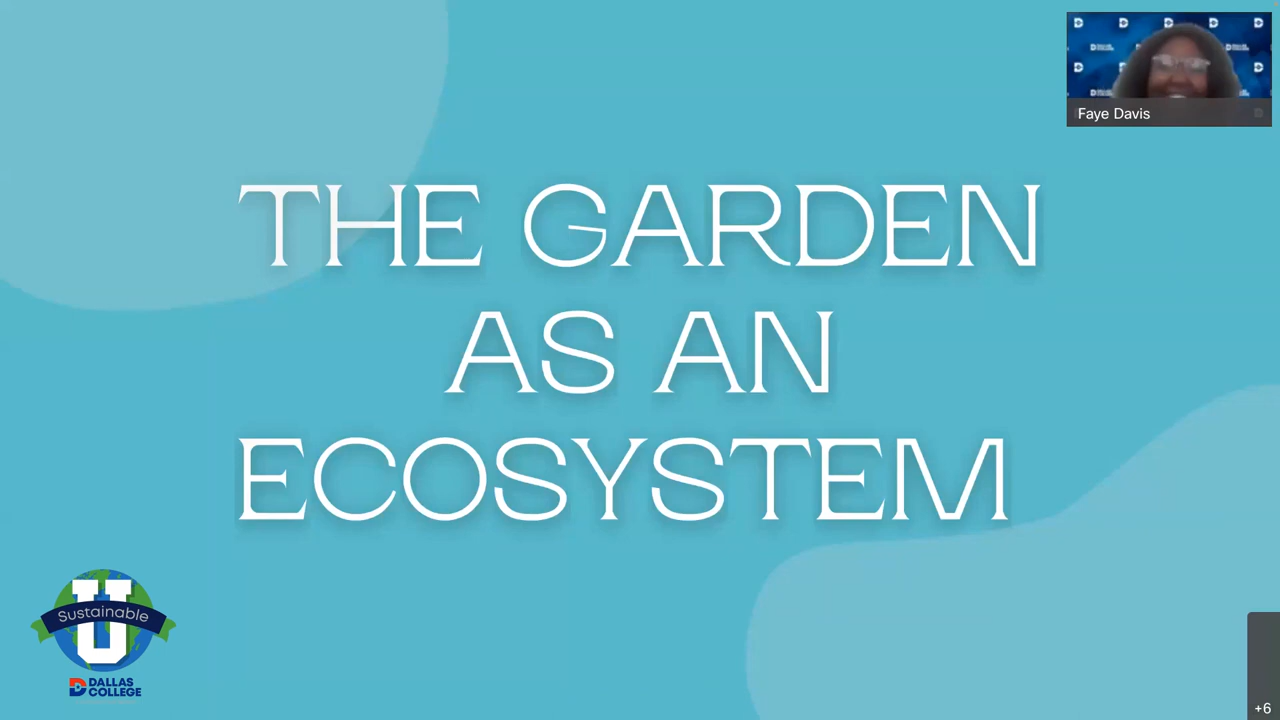 THE GARDEN
AS AN
ECOSYSTEM
Faye Davis
U
Sustainable
DALLAS
COLLEGE
+6